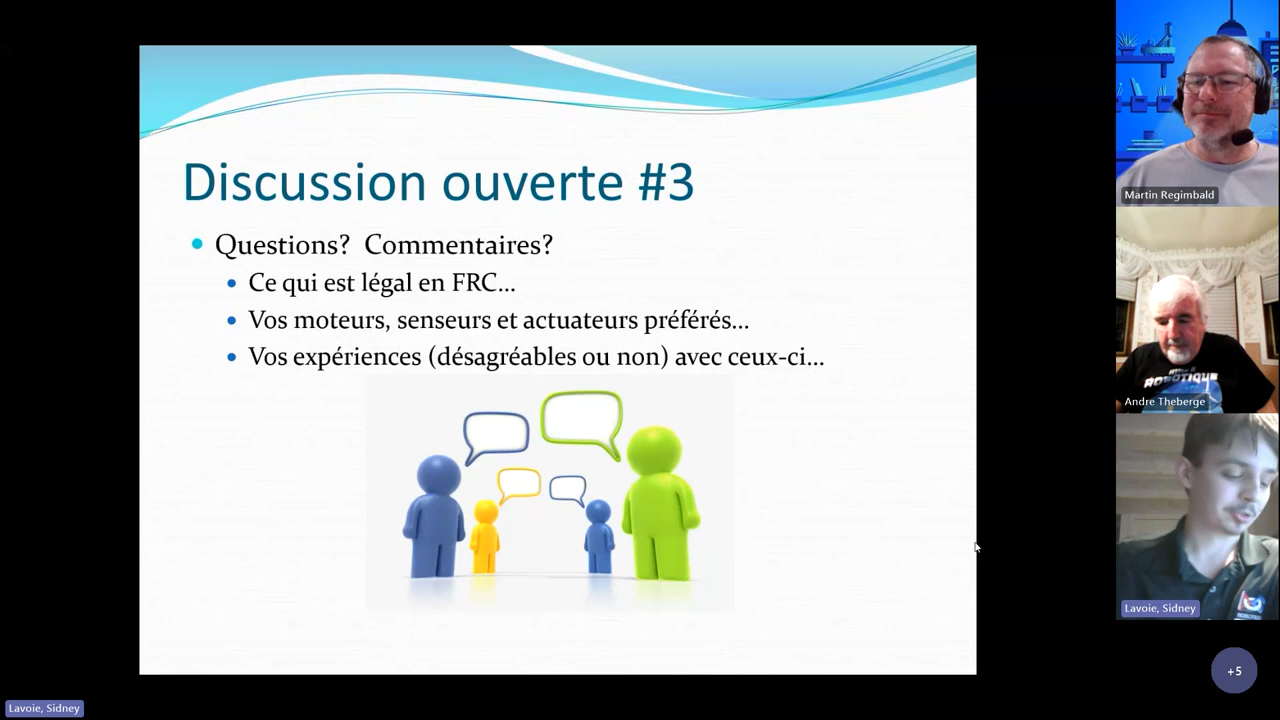 Discussion ouverte #3
Questions? Commentaires?
Ce qui est légal en FRC...
Vos moteurs, senseurs et actuateurs préférés...
Vos expériences (désagréables ou non) avec ceux-ci...
Martin Regimbald
ROBOTIQUE
Andre Theberge
Lavoie, Sidney
+5
Lavoie, Sidney